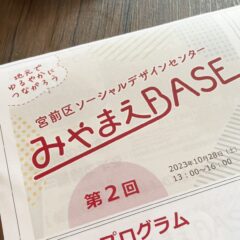 地元で
ゆるやかに
つながろう
宮前区ソーシャルデザインセンター
みやまえBASE
2023年10月28日(土)
13:00〜16:00
第2回
プログラム